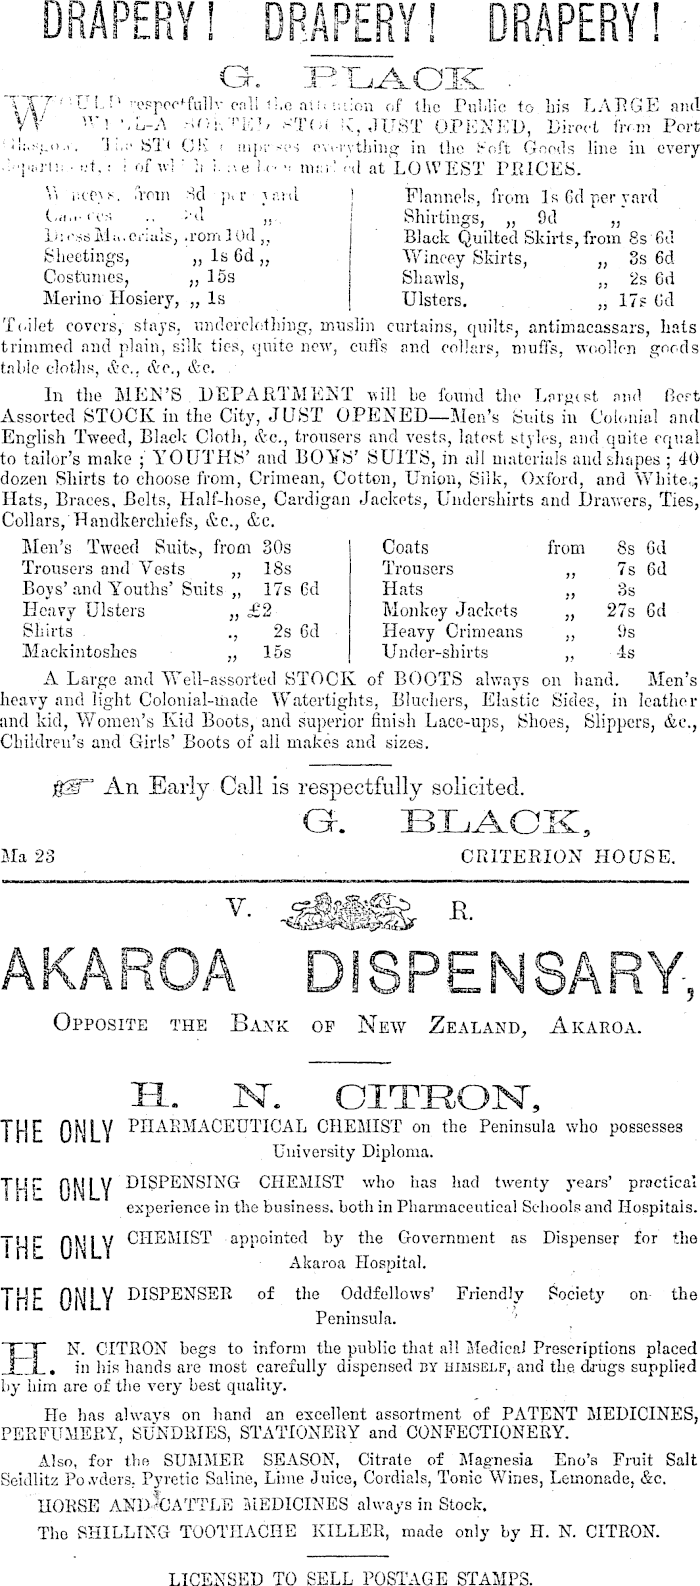 DRAPERY! DRAPERY! DRAPERY!
G. BLACK
WOULD respectfully call the attention of the Public to his LARGE and
WELL-ASSORTED STOCK, JUST OPENED, Direct from Port
Glasgow. The STOCK comprises everything in the Soft Goods line in every
department, and of which have been marked at LOWEST PRICES.
Winceys, from 8d per yard
Flannels, from 1s 6d per yard
Shirtings, „ 9d „
Dress Materials, from 10d „
Black Quilted Skirts, from 8s 6d
Sheetings, „ 1s 6d „
Wincey Skirts, „ 3s 6d
Costumes, „ 15s
Shawls, „ 2s 6d
Merino Hosiery, „ 1s
Ulsters. „ 17s 6d
Toilet covers, stays, underclothing, muslin curtains, quilts, antimacassars, hats
trimmed and plain, silk ties, quite new, cuffs and collars, muffs, woollen goods
table cloths, &c., &c., &c.
In the MEN'S DEPARTMENT will be found the Largest and Best
Assorted STOCK in the City, JUST OPENED—Men's Suits in Colonial and
English Tweed, Black Cloth, &c., trousers and vests, latest styles, and quite equal
to tailor's make ; YOUTHS' and BOYS' SUITS, in all materials and shapes ; 40
dozen Shirts to choose from, Crimean, Cotton, Union, Silk, Oxford, and White ;
Hats, Braces, Belts, Half-hose, Cardigan Jackets, Undershirts and Drawers, Ties,
Collars, Handkerchiefs, &c., &c.
Men's Tweed Suits, from 30s
Coats from 8s 6d
Trousers and Vests „ 18s
Trousers „ 7s 6d
Boys' and Youths' Suits „ 17s 6d
Hats „ 3s
Heavy Ulsters „ £2
Monkey Jackets „ 27s 6d
Shirts „ 2s 6d
Heavy Crimeans „ 9s
Mackintoshes „ 15s
Under-shirts „ 4s
A Large and Well-assorted STOCK of BOOTS always on hand. Men's
heavy and light Colonial-made Watertights, Bluchers, Elastic Sides, in leather
and kid, Women's Kid Boots, and superior finish Lace-ups, Shoes, Slippers, &c.,
Children's and Girls' Boots of all makes and sizes.
☞ An Early Call is respectfully solicited.
G. BLACK,
Ma 23 CRITERION HOUSE.
V. R.
AKAROA DISPENSARY,
OPPOSITE THE BANK OF NEW ZEALAND, AKAROA.
H. N. CITRON,
THE ONLY PHARMACEUTICAL CHEMIST on the Peninsula who possesses
University Diploma.
THE ONLY DISPENSING CHEMIST who has had twenty years' practical
experience in the business, both in Pharmaceutical Schools and Hospitals.
THE ONLY CHEMIST appointed by the Government as Dispenser for the
Akaroa Hospital.
THE ONLY DISPENSER of the Oddfellows' Friendly Society on the
Peninsula.
H. N. CITRON begs to inform the public that all Medical Prescriptions placed
in his hands are most carefully dispensed BY HIMSELF, and the drugs supplied
by him are of the very best quality.
He has always on hand an excellent assortment of PATENT MEDICINES,
PERFUMERY, SUNDRIES, STATIONERY and CONFECTIONERY.
Also, for the SUMMER SEASON, Citrate of Magnesia Eno's Fruit Salt
Seidlitz Powders, Pyretic Saline, Lime Juice, Cordials, Tonic Wines, Lemonade, &c.
HORSE AND CATTLE MEDICINES always in Stock.
The SHILLING TOOTHACHE KILLER, made only by H. N. CITRON.
LICENSED TO SELL POSTAGE STAMPS.